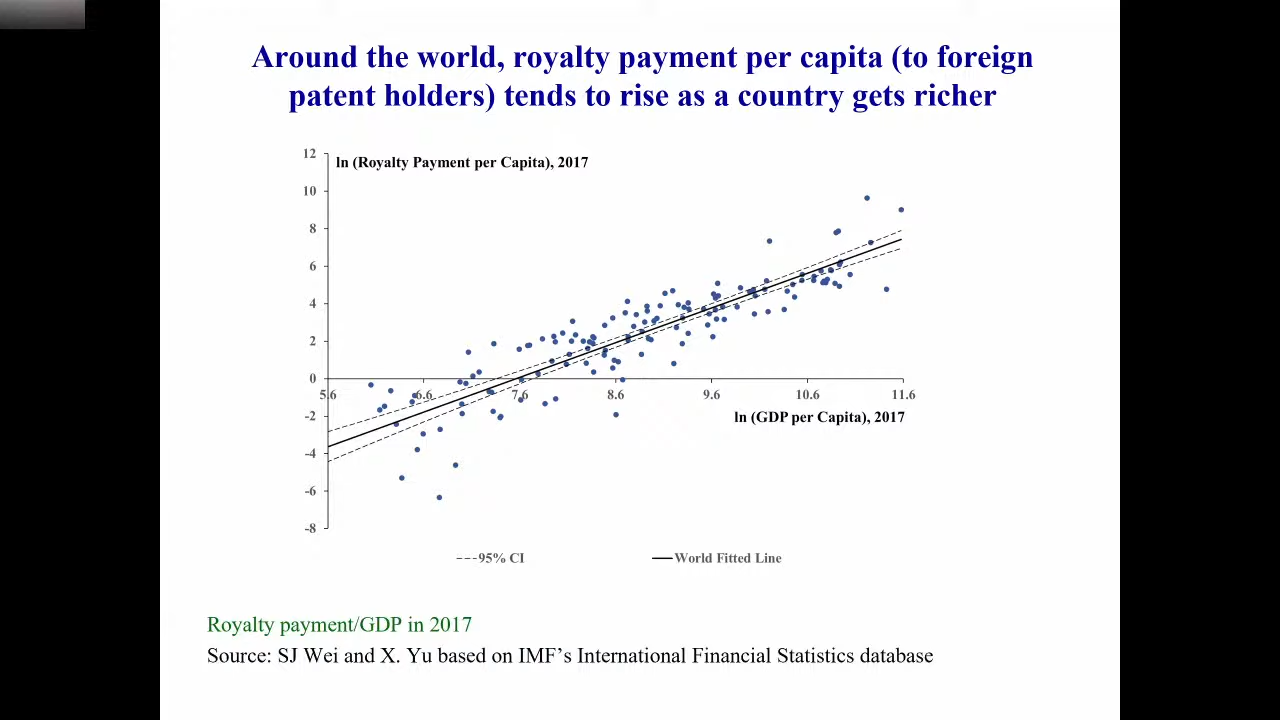 Around the world, royalty payment per capita (to foreign
patent holders) tends to rise as a country gets richer
12
ln (Royalty Payment per Capita), 2017
10
8
6
4
2
0
5.6 6.6 7.6 8.6 9.6 10.6 11.6
-2
ln (GDP per Capita), 2017
-4
-6
-8
95% CI World Fitted Line
Royalty payment/GDP in 2017
Source: SJ Wei and X. Yu based on IMF’s International Financial Statistics database